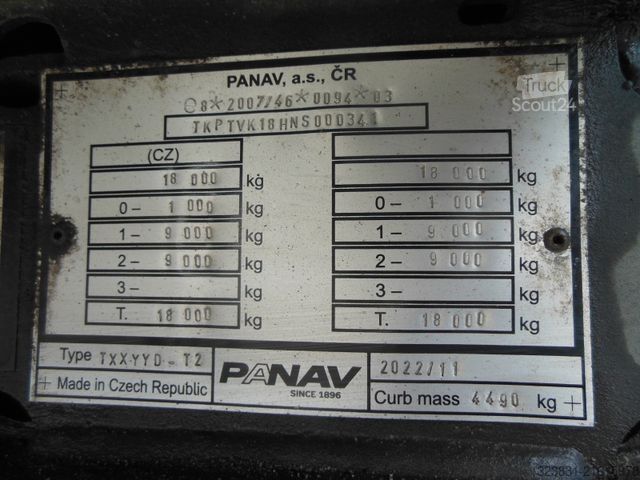 PANAV, a.s., ČR
e8*2007/46*0094*03
TKPTVK18HNS000341
Truck
Scout24
(CZ)
18 000 kg
18 000 kg
0- 1 000 kg
0- 1 000 kg
1- 9 000 kg
1- 9 000 kg
2- 9 000 kg
2- 9 000 kg
3- kg
3- kg
T. 18 000 kg
T. 18 000 kg
Type TXXYYD-T2
PANAV
SINCE 1896
2022/11
Made in Czech Republic
Curb mass 4490 kg